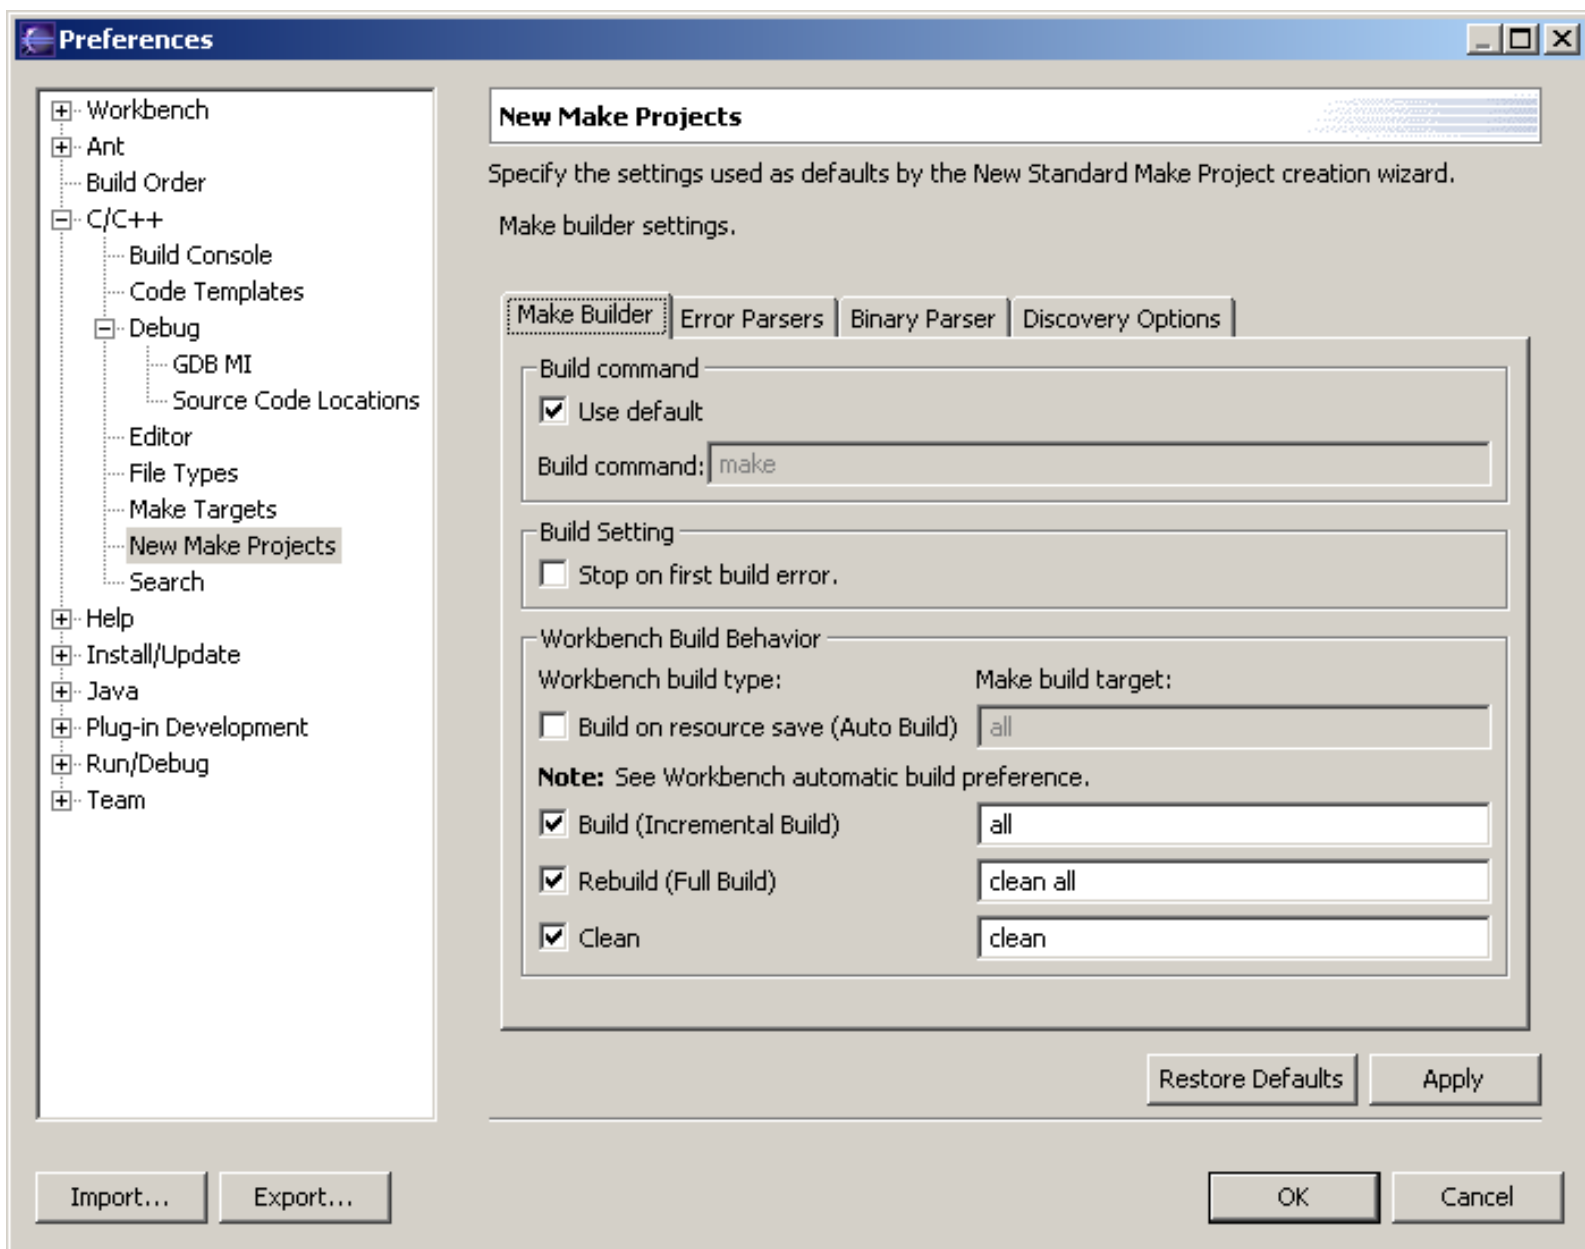 Preferences
Workbench
Ant
Build Order
C/C++
Build Console
Code Templates
Debug
GDB MI
Source Code Locations
Editor
File Types
Make Targets
New Make Projects
Search
Help
Install/Update
Java
Plug-in Development
Run/Debug
Team
New Make Projects
Specify the settings used as defaults by the New Standard Make Project creation wizard.
Make builder settings.
Make Builder Error Parsers Binary Parser Discovery Options
Build command
Use default
Build command: make
Build Setting
Stop on first build error.
Workbench Build Behavior
Workbench build type: Make build target:
Build on resource save (Auto Build) all
Note: See Workbench automatic build preference.
Build (Incremental Build) all
Rebuild (Full Build) clean all
Clean clean
Restore Defaults Apply
Import... Export... OK Cancel